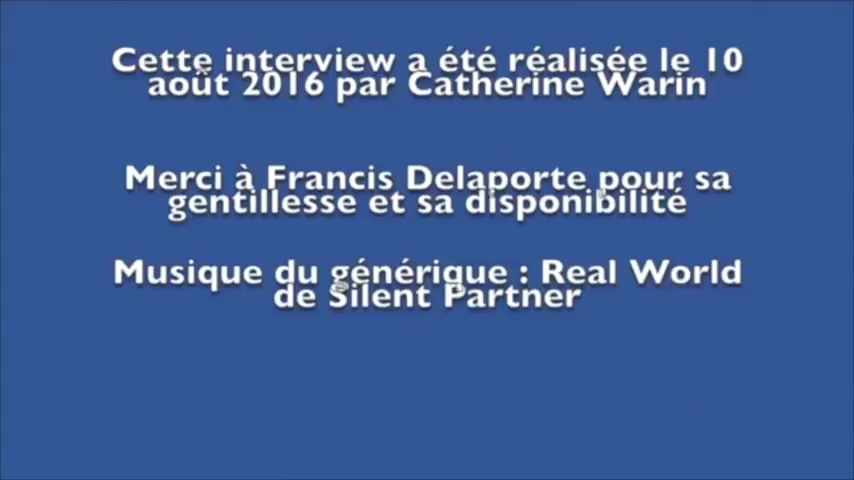 Cette interview a été réalisée le 10
août 2016 par Catherine Warin
Merci à Francis Delaporte pour sa
gentillesse et sa disponibilité
Musique du générique : Real World
de Silent Partner